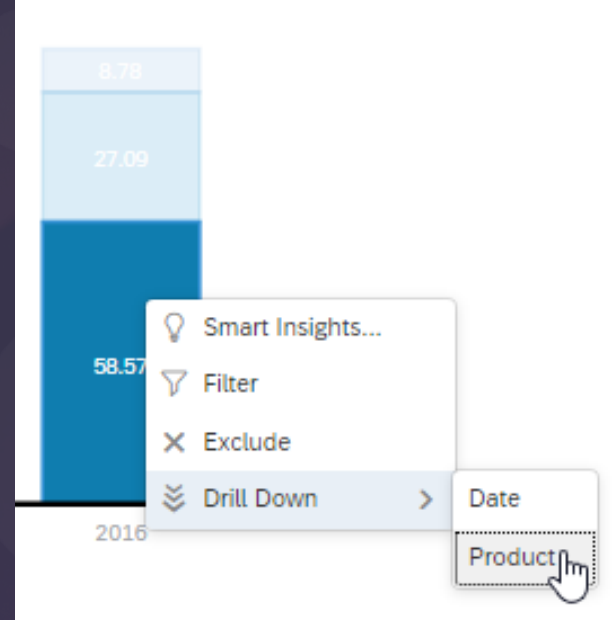 8.78
27.09
58.57
Smart Insights...
Filter
Exclude
Drill Down
Date
2016
Product